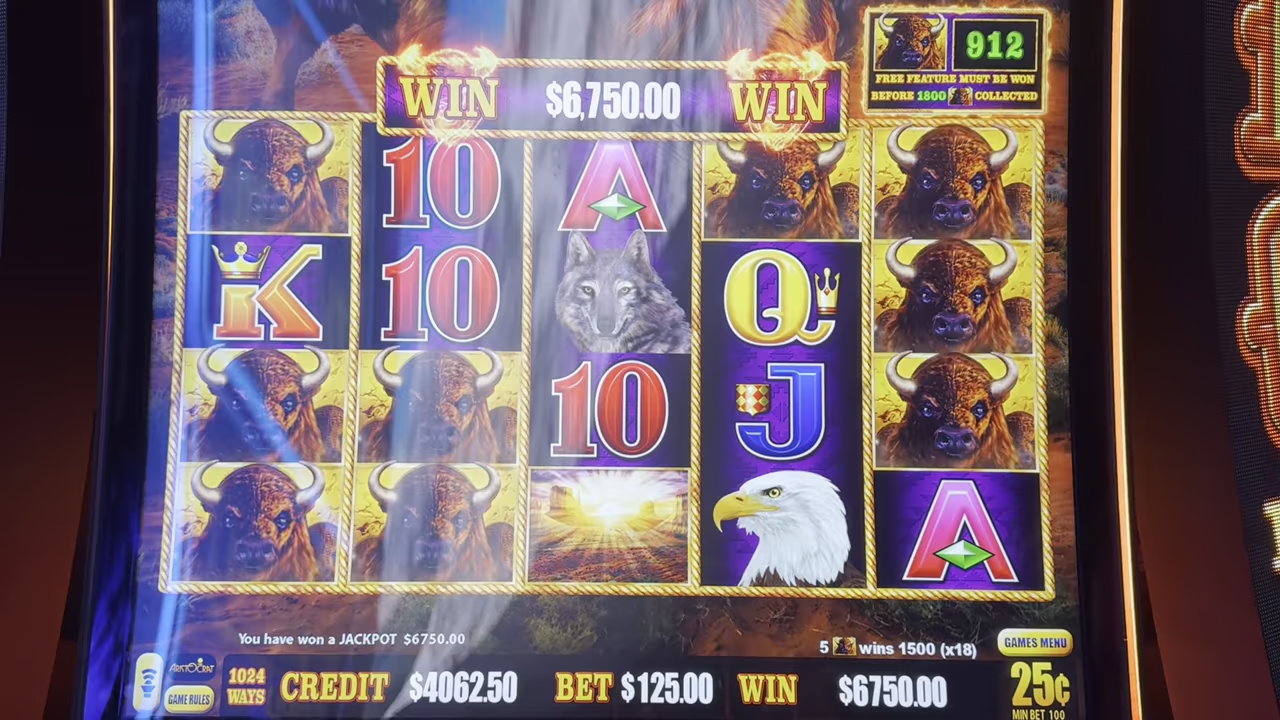 912
FREE FEATURE MUST BE WON
BEFORE 1800 COLLECTED
WIN $6,750.00 WIN
10 A
K 10 Q
10 J
A
You have won a JACKPOT $6750.00
5 wins 1500 (x18)
GAMES MENU
ARISTOCRAT
GAME RULES
1024 WAYS
CREDIT $4062.50 BET $125.00 WIN $6750.00
25¢
MIN BET 100